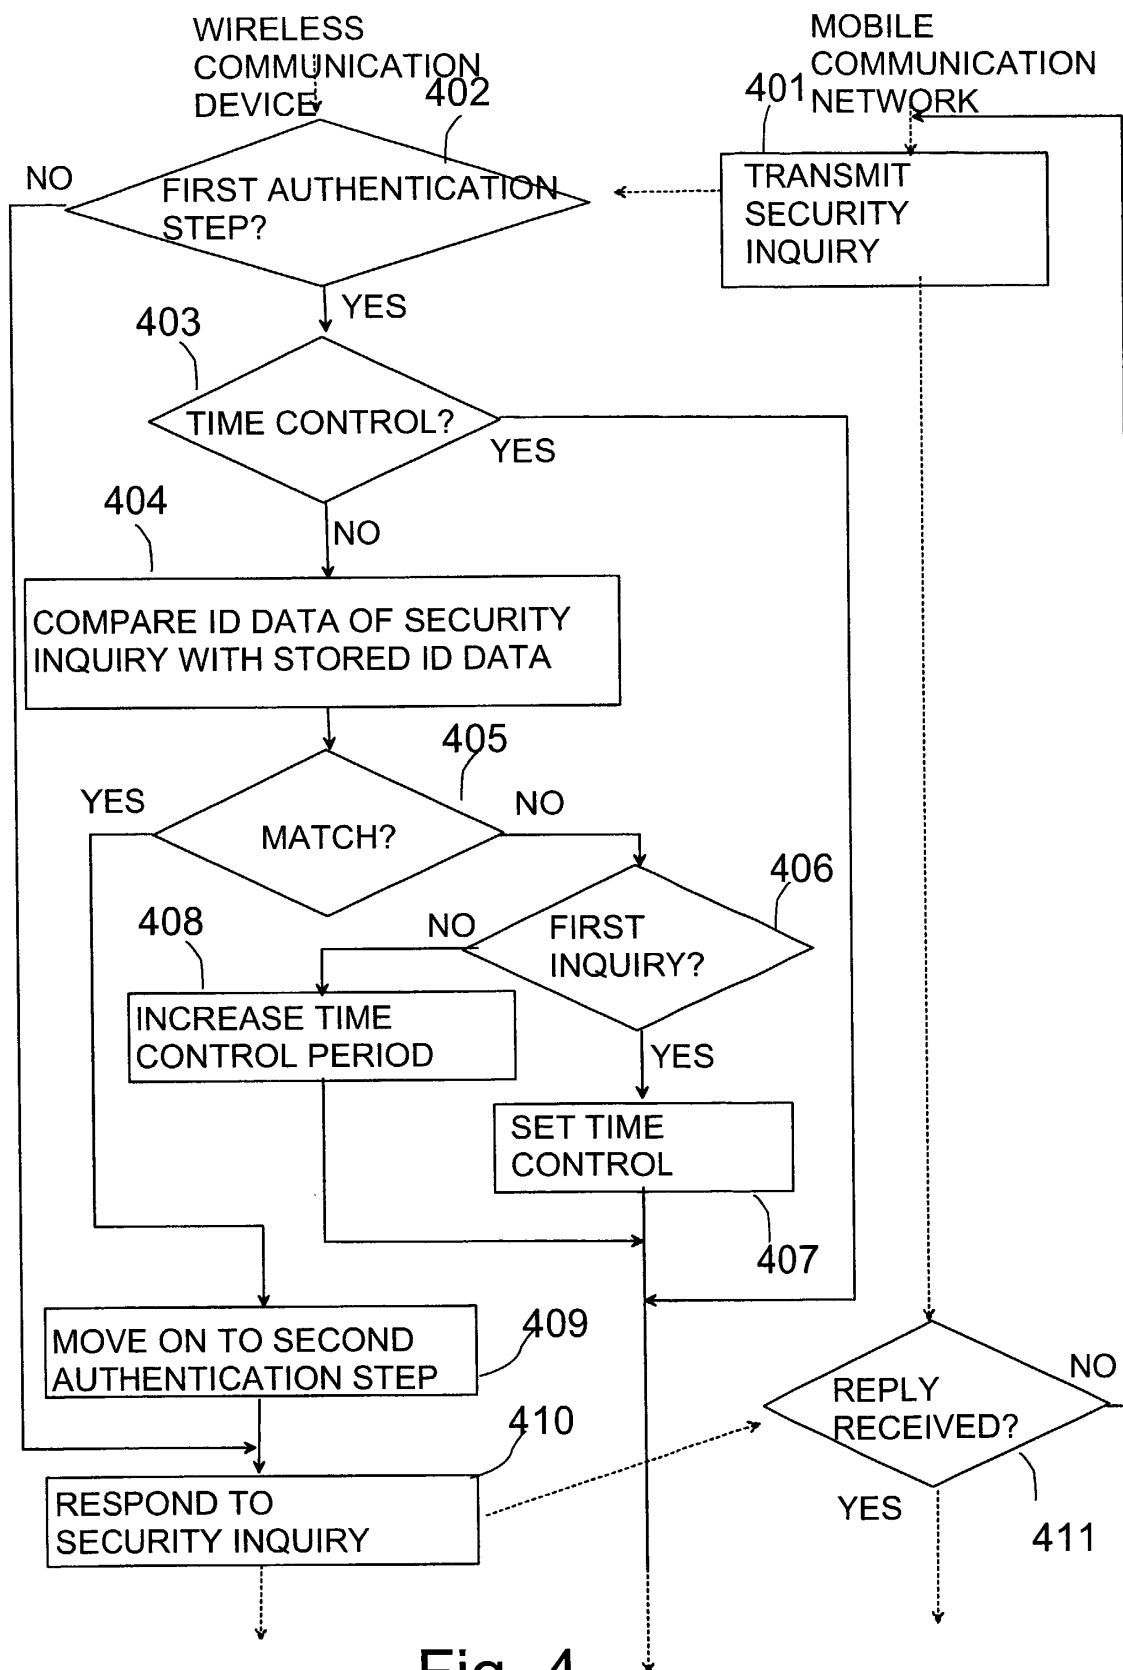 WIRELESS
COMMUNICATION
DEVICE
402
MOBILE
COMMUNICATION
NETWORK
401
NO
FIRST AUTHENTICATION
STEP?
TRANSMIT
SECURITY
INQUIRY
YES
403
TIME CONTROL?
YES
404
NO
COMPARE ID DATA OF SECURITY
INQUIRY WITH STORED ID DATA
405
YES
NO
MATCH?
406
408
NO
FIRST
INQUIRY?
INCREASE TIME
CONTROL PERIOD
YES
SET TIME
CONTROL
407
MOVE ON TO SECOND
AUTHENTICATION STEP
409
NO
REPLY
RECEIVED?
410
RESPOND TO
SECURITY INQUIRY
YES
411
Fig. 4